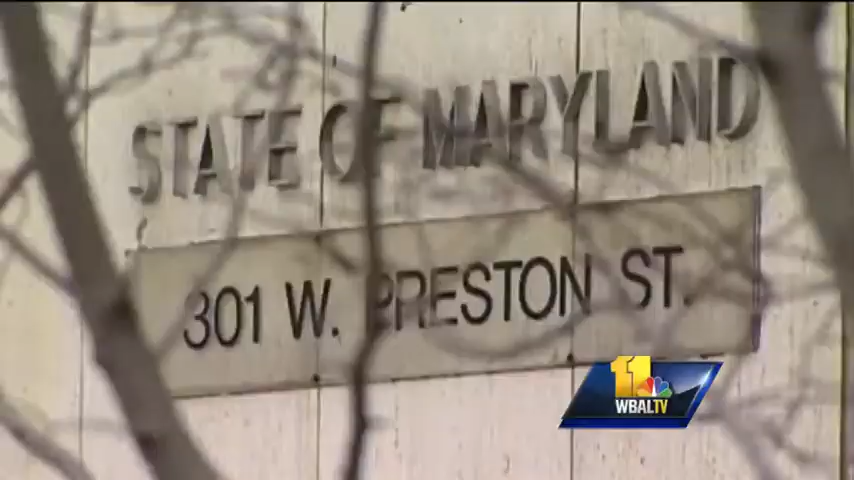 STATE OF MARYLAND
301 W. PRESTON ST.
11
WBALTV